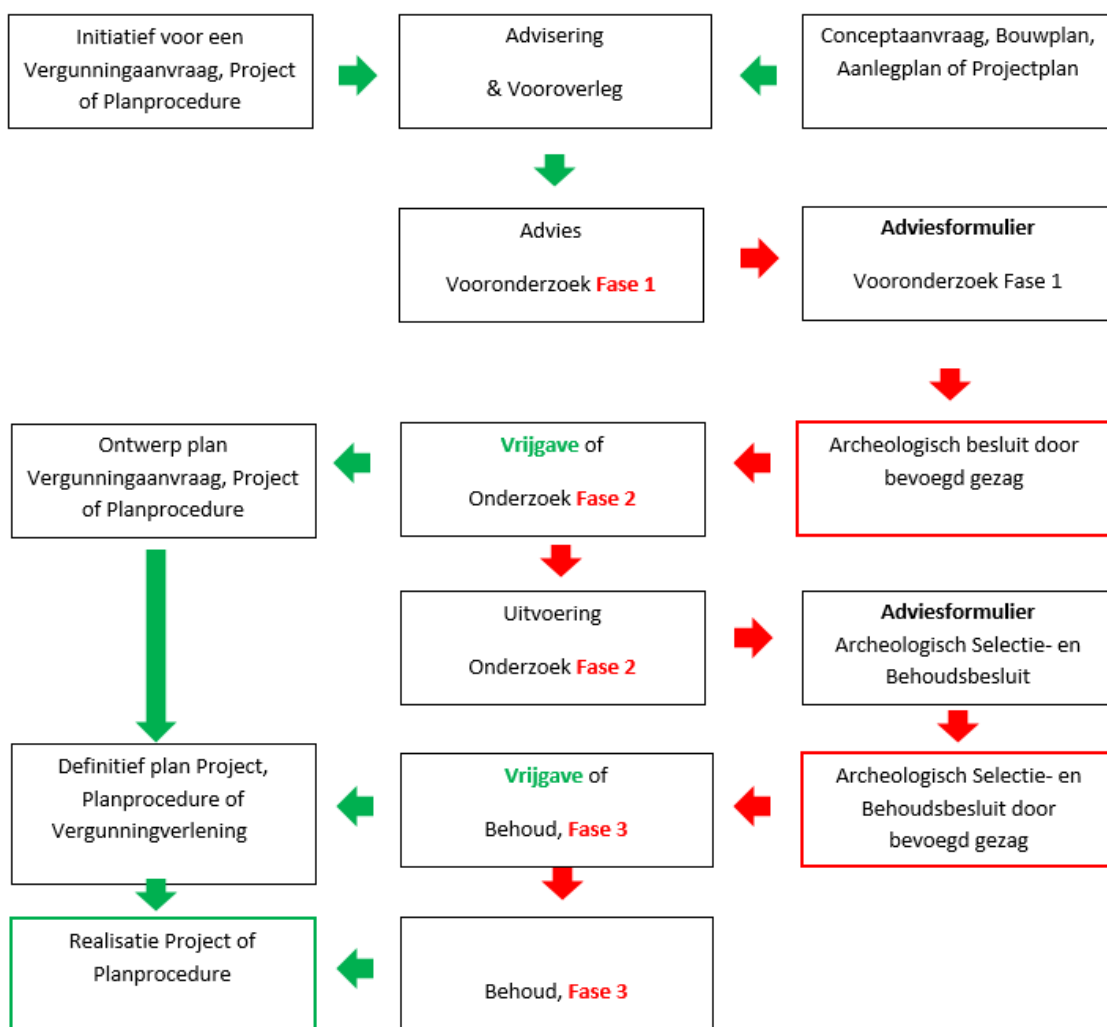 Initiatief voor een
Vergunningaanvraag, Project
of Planprocedure
Advisering
& Vooroverleg
Conceptaanvraag, Bouwplan,
Aanlegplan of Projectplan
Advies
Vooronderzoek Fase 1
Adviesformulier
Vooronderzoek Fase 1
Ontwerp plan
Vergunningaanvraag, Project
of Planprocedure
Vrijgave of
Onderzoek Fase 2
Archeologisch besluit door
bevoegd gezag
Uitvoering
Onderzoek Fase 2
Adviesformulier
Archeologisch Selectie- en
Behoudsbesluit
Definitief plan Project,
Planprocedure of
Vergunningverlening
Vrijgave of
Behoud, Fase 3
Archeologisch Selectie- en
Behoudsbesluit door
bevoegd gezag
Realisatie Project of
Planprocedure
Behoud, Fase 3